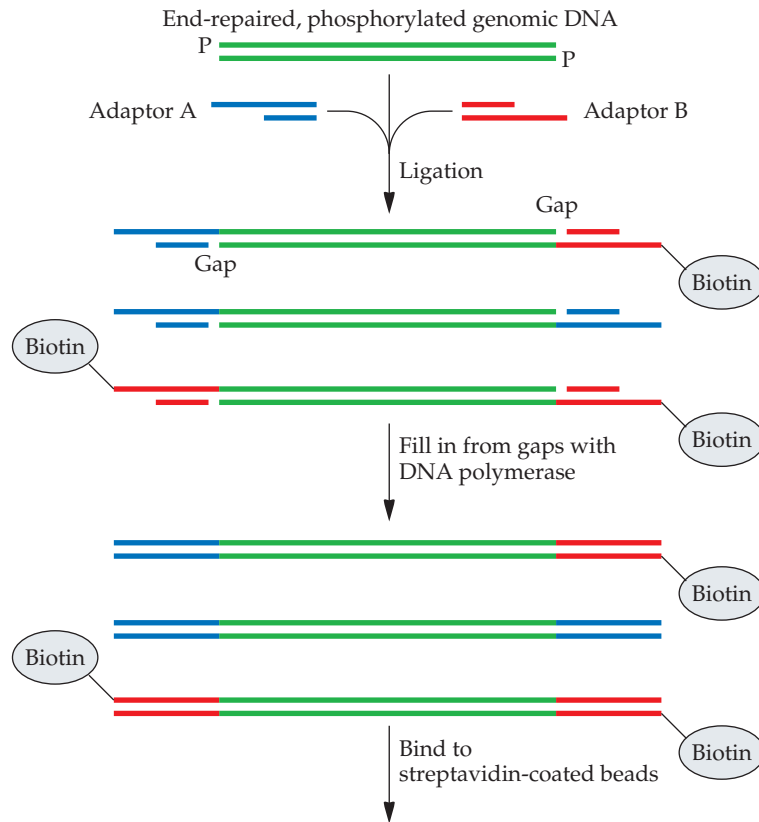 End-repaired, phosphorylated genomic DNA
P
P
Adaptor A
Adaptor B
Ligation
Gap
Gap
Biotin
Biotin
Biotin
Fill in from gaps with
DNA polymerase
Biotin
Biotin
Biotin
Bind to
streptavidin-coated beads